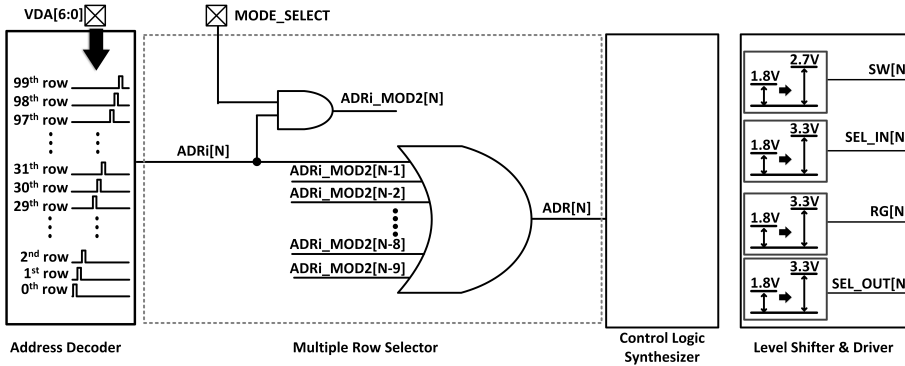 VDA[6:0]
MODE_SELECT
99th row
98th row
97th row
31th row
30th row
29th row
2nd row
1st row
0th row
Address Decoder
ADRi_MOD2[N]
ADRi[N]
ADRi_MOD2[N-1]
ADRi_MOD2[N-2]
ADRi_MOD2[N-8]
ADRi_MOD2[N-9]
ADR[N]
Multiple Row Selector
Control Logic
Synthesizer
1.8V
2.7V
SW[N
1.8V
3.3V
SEL_IN[N
1.8V
3.3V
RG[N
1.8V
3.3V
SEL_OUT[N
Level Shifter & Driver